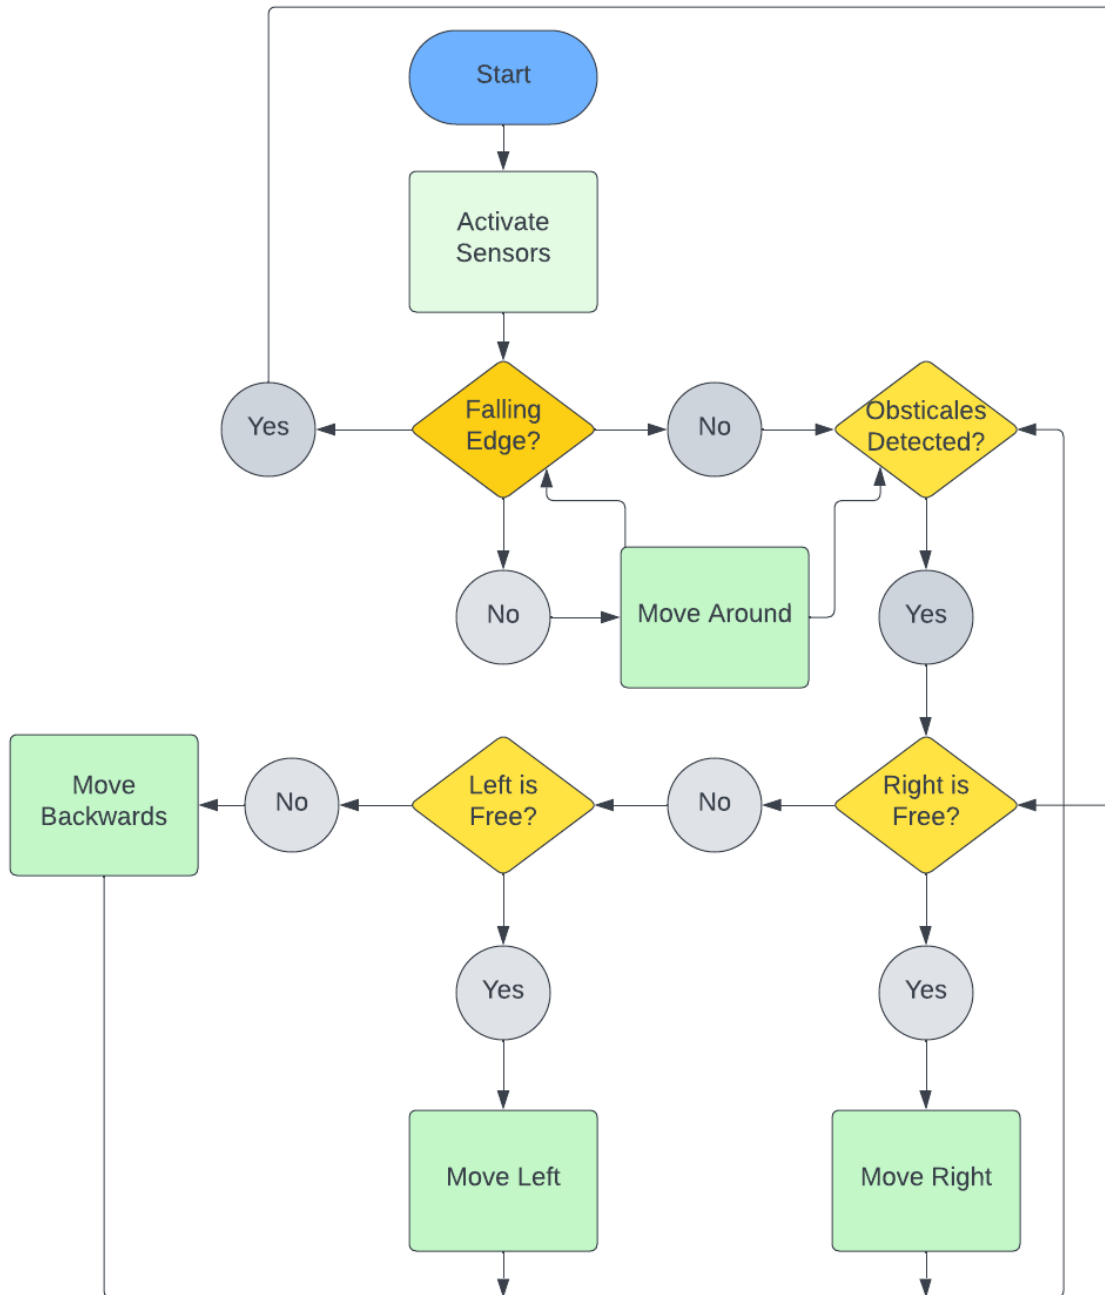 Start
Activate
Sensors
Falling
Edge?
Yes
No
Obsticales
Detected?
No
Move Around
Yes
Move
Backwards
No
Left is
Free?
No
Right is
Free?
Yes
Yes
Move Left
Move Right